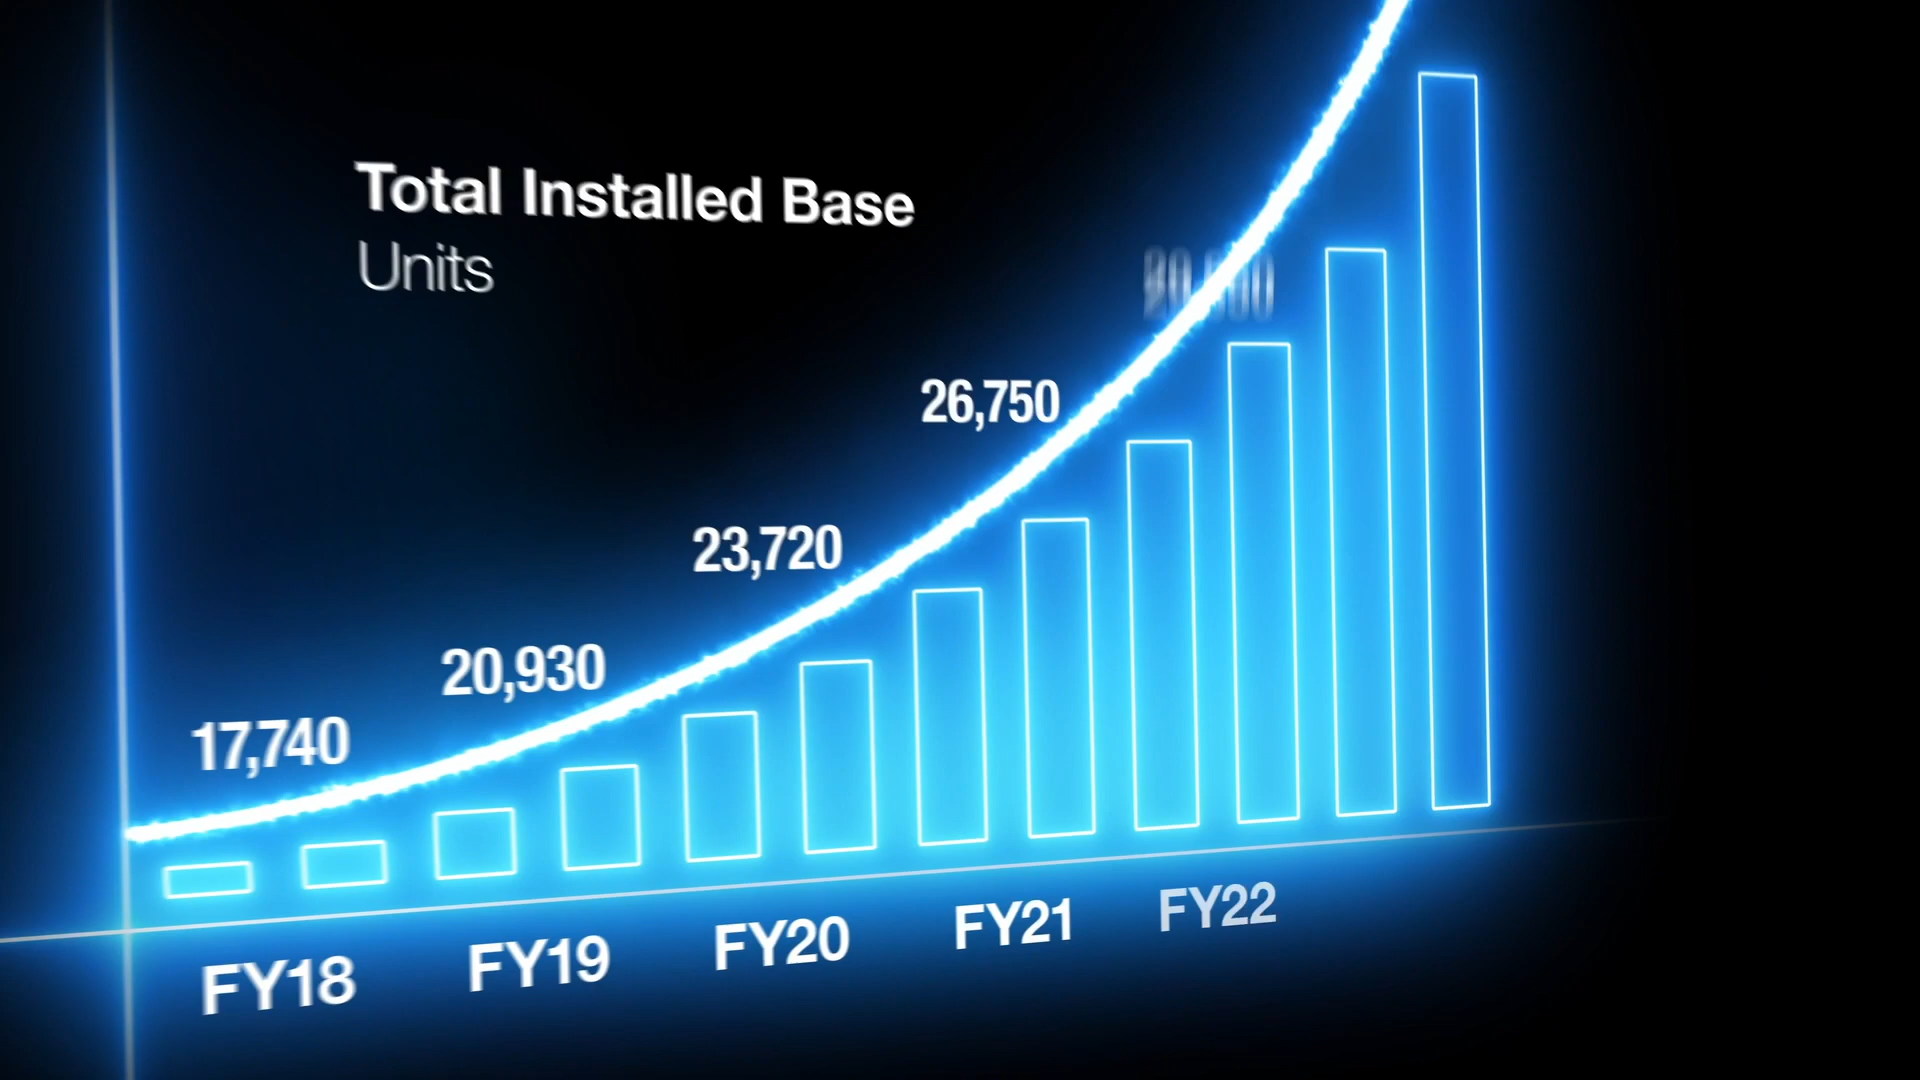 Total Installed Base
Units
26,750
23,720
20,930
17,740
FY18 FY19 FY20 FY21 FY22